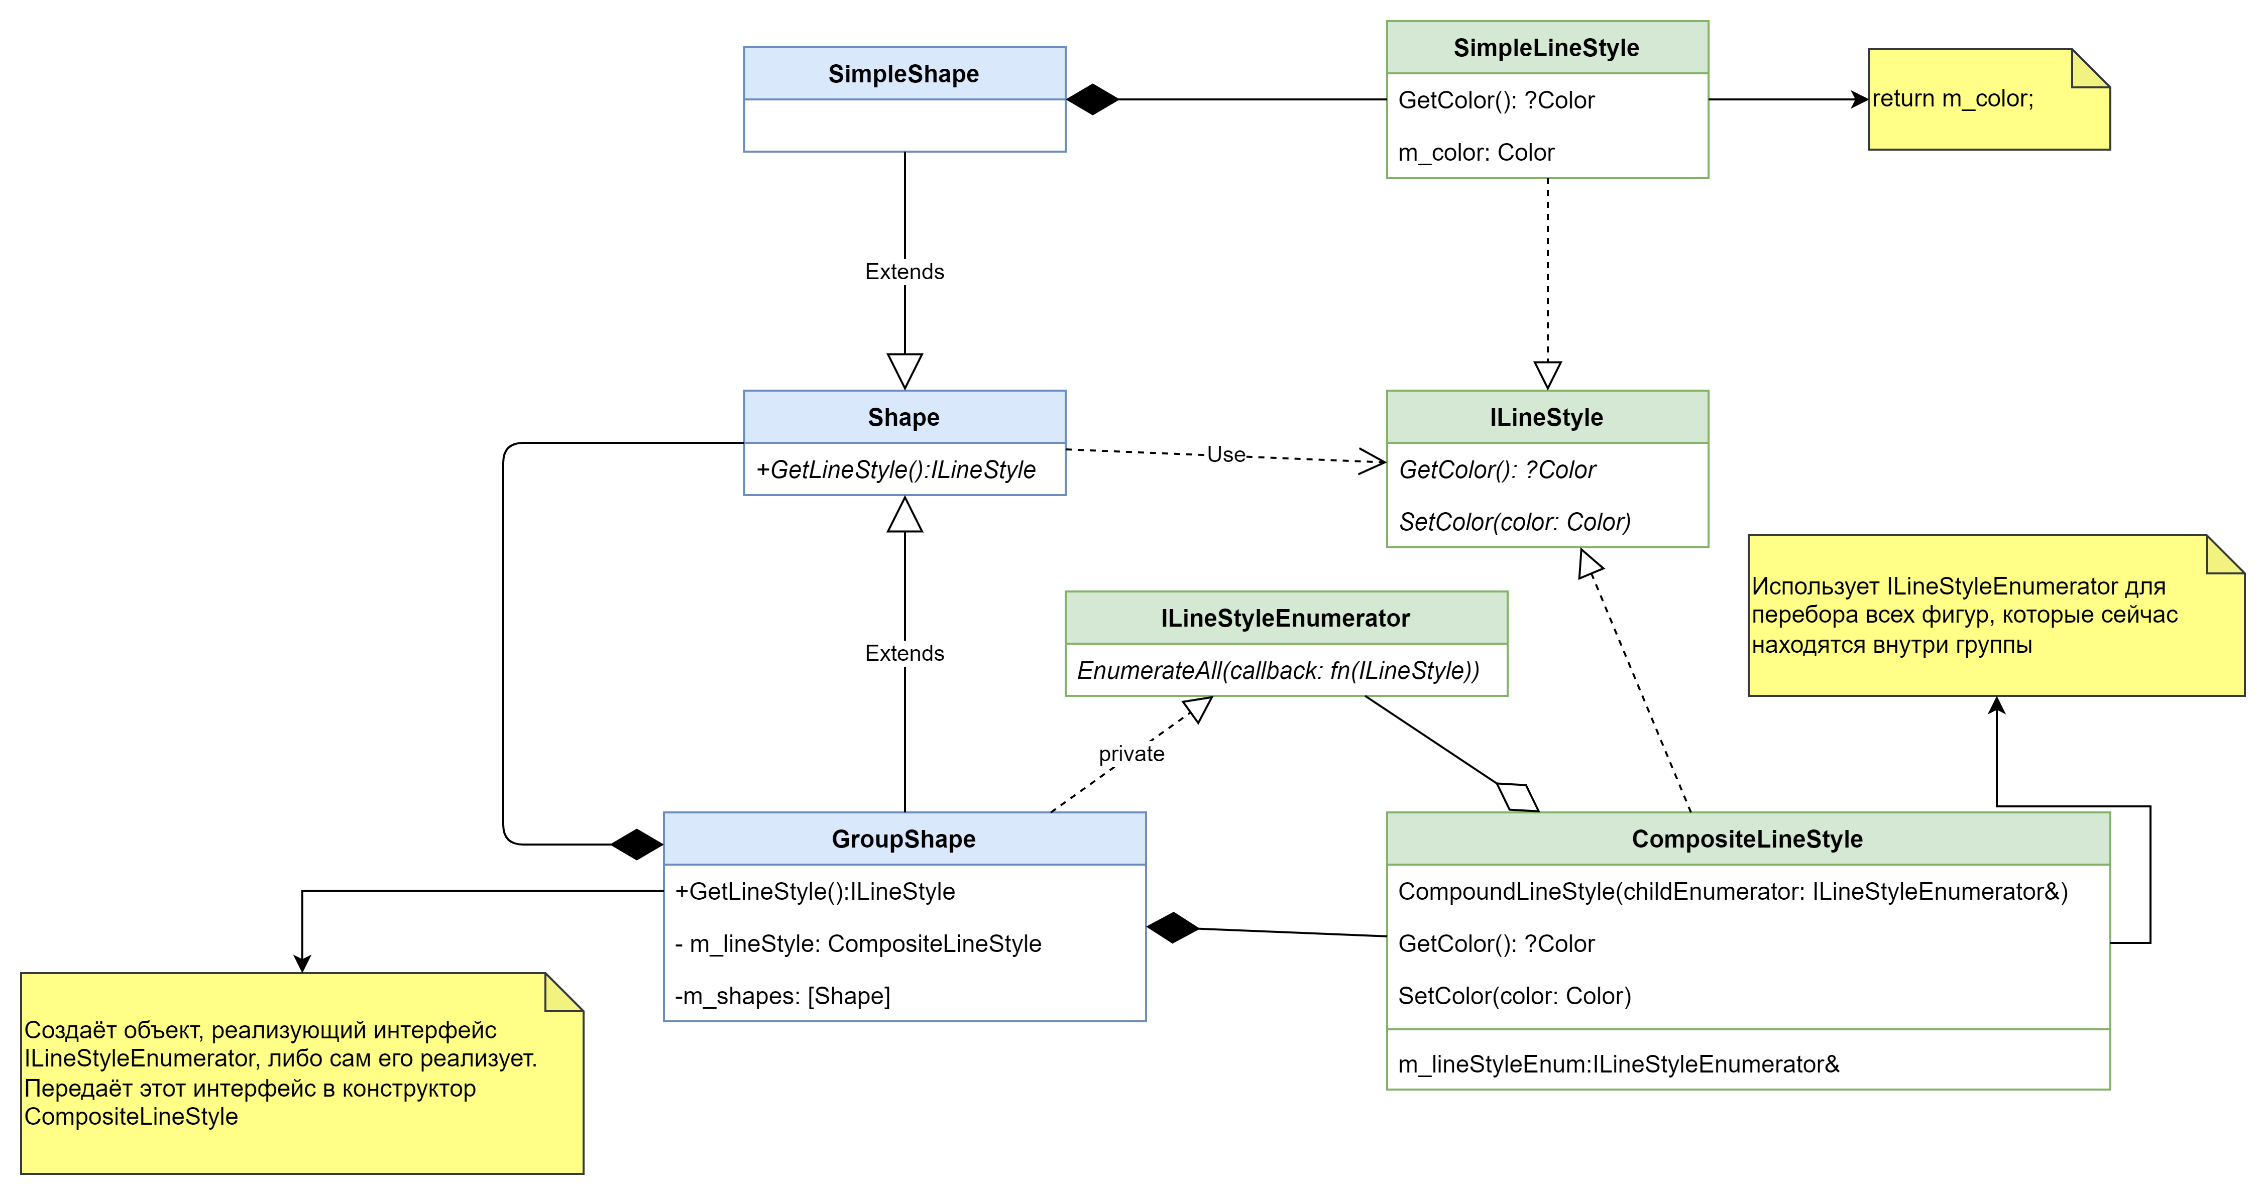 SimpleShape
SimpleLineStyle
GetColor(): ?Color
m_color: Color
return m_color;
Extends
Shape
+GetLineStyle():ILineStyle
Use
ILineStyle
GetColor(): ?Color
SetColor(color: Color)
Extends
ILineStyleEnumerator
EnumerateAll(callback: fn(ILineStyle))
private
Использует ILineStyleEnumerator для
перебора всех фигур, которые сейчас
находятся внутри группы
GroupShape
+GetLineStyle():ILineStyle
- m_lineStyle: CompositeLineStyle
-m_shapes: [Shape]
CompositeLineStyle
CompoundLineStyle(childEnumerator: ILineStyleEnumerator&)
GetColor(): ?Color
SetColor(color: Color)
m_lineStyleEnum:ILineStyleEnumerator&
Создаёт объект, реализующий интерфейс
ILineStyleEnumerator, либо сам его реализует.
Передаёт этот интерфейс в конструктор
CompositeLineStyle